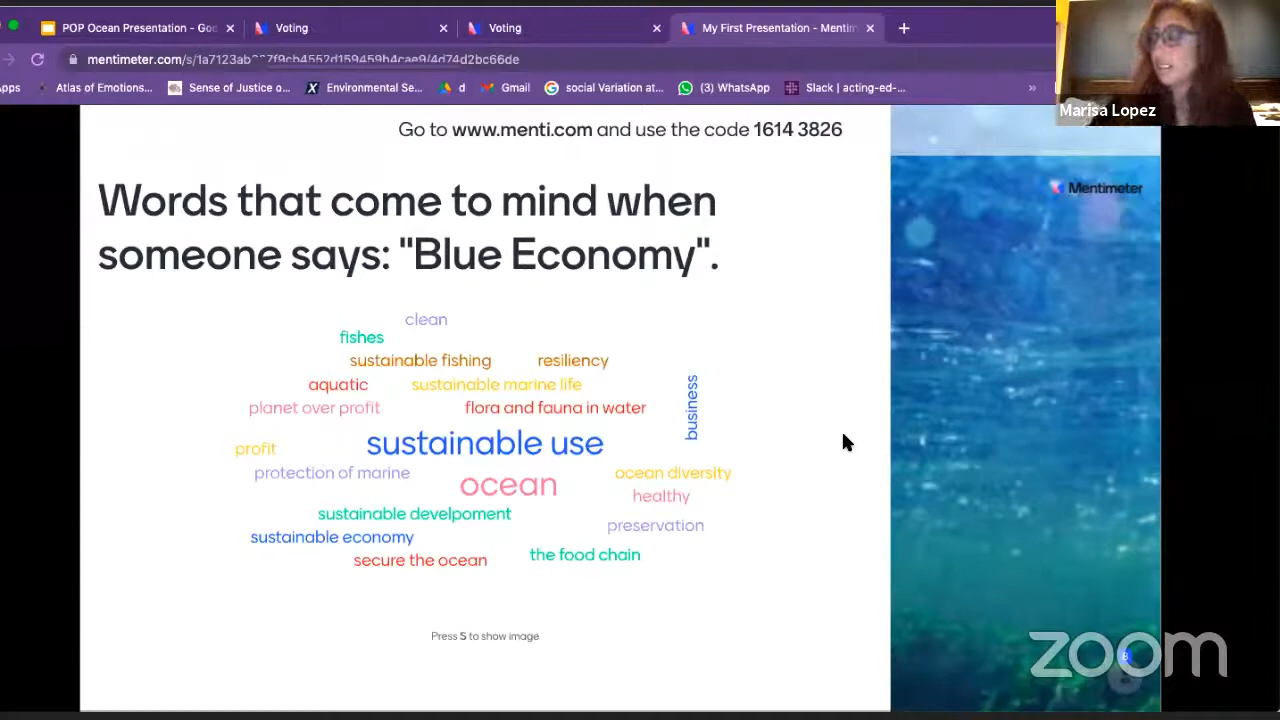 POP Ocean Presentation - Goo
Voting
Voting
My First Presentation - Mentim
Marisa Lopez
Apps
Atlas of Emotions...
Sense of Justice o...
Environmental Se...
d
Gmail
social Variation at...
(3) WhatsApp
Slack | acting-ed-...
»
Go to www.menti.com and use the code 1614 3826
Mentimeter
Words that come to mind when
someone says: "Blue Economy".
clean
fishes
sustainable fishing
resiliency
aquatic
sustainable marine life
business
planet over profit
flora and fauna in water
sustainable use
profit
protection of marine
ocean diversity
ocean
healthy
sustainable develpoment
preservation
sustainable economy
the food chain
secure the ocean
Press S to show image
8
zoom